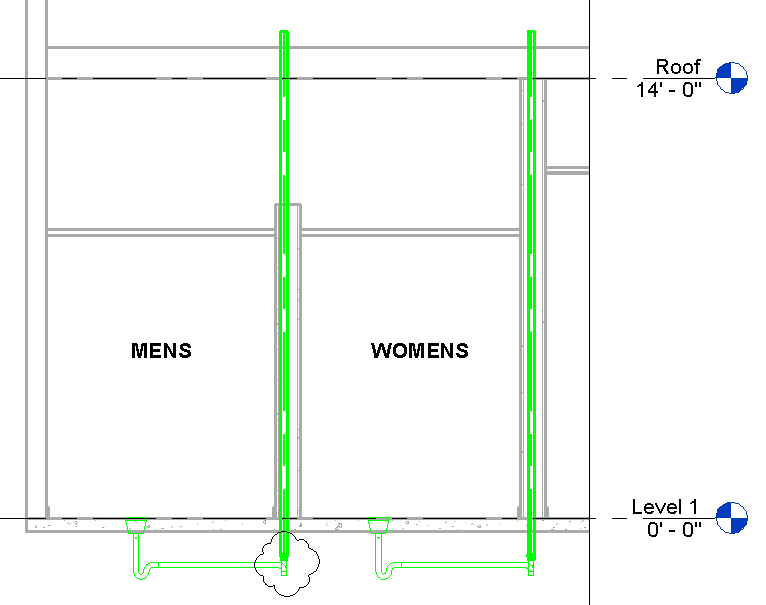 Roof
14' - 0"
MENS
WOMENS
Level 1
0' - 0"